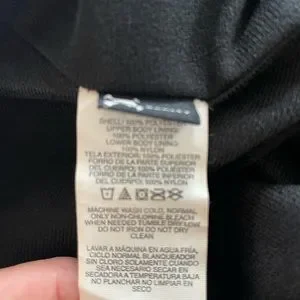 SHELL: 100% POLYESTER
UPPER BODY LINING:
100% POLYESTER
LOWER BODY LINING:
100% NYLON
TELA EXTERIOR: 100% POLIÉSTER
FORRO DE LA PARTE SUPERIOR
DEL CUERPO: 100% POLIÉSTER
FORRO DE LA PARTE INFERIOR
DEL CUERPO: 100% NYLON
MACHINE WASH COLD, NORMAL
ONLY NON-CHLORINE BLEACH
WHEN NEEDED TUMBLE DRY LOW
DO NOT IRON DO NOT DRY
CLEAN
LAVAR A MÁQUINA EN AGUA FRÍA,
CICLO NORMAL BLANQUEADOR
SIN CLORO SOLAMENTE CUANDO
SEA NECESARIO SECAR EN
SECADORA A TEMPERATURA BAJA
NO PLANCHAR NO LIMPIAR EN
SECO